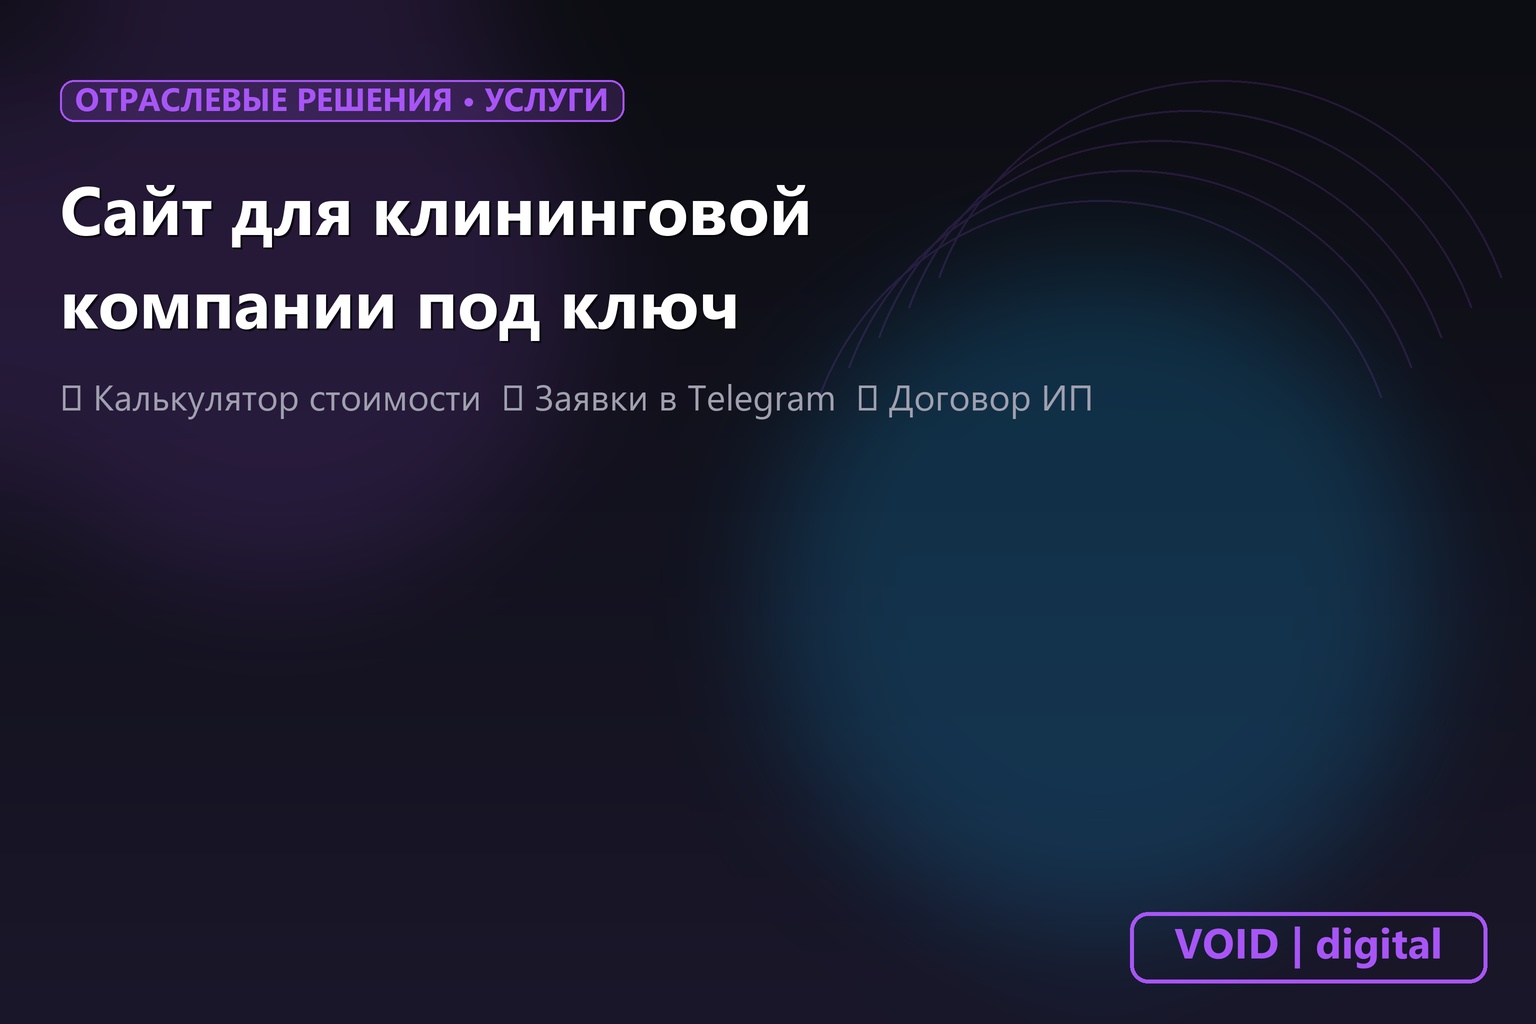 ОТРАСЛЕВЫЕ РЕШЕНИЯ • УСЛУГИ
Сайт для клининговой
компании под ключ
▯ Калькулятор стоимости ▯ Заявки в Telegram ▯ Договор ИП
VOID | digital